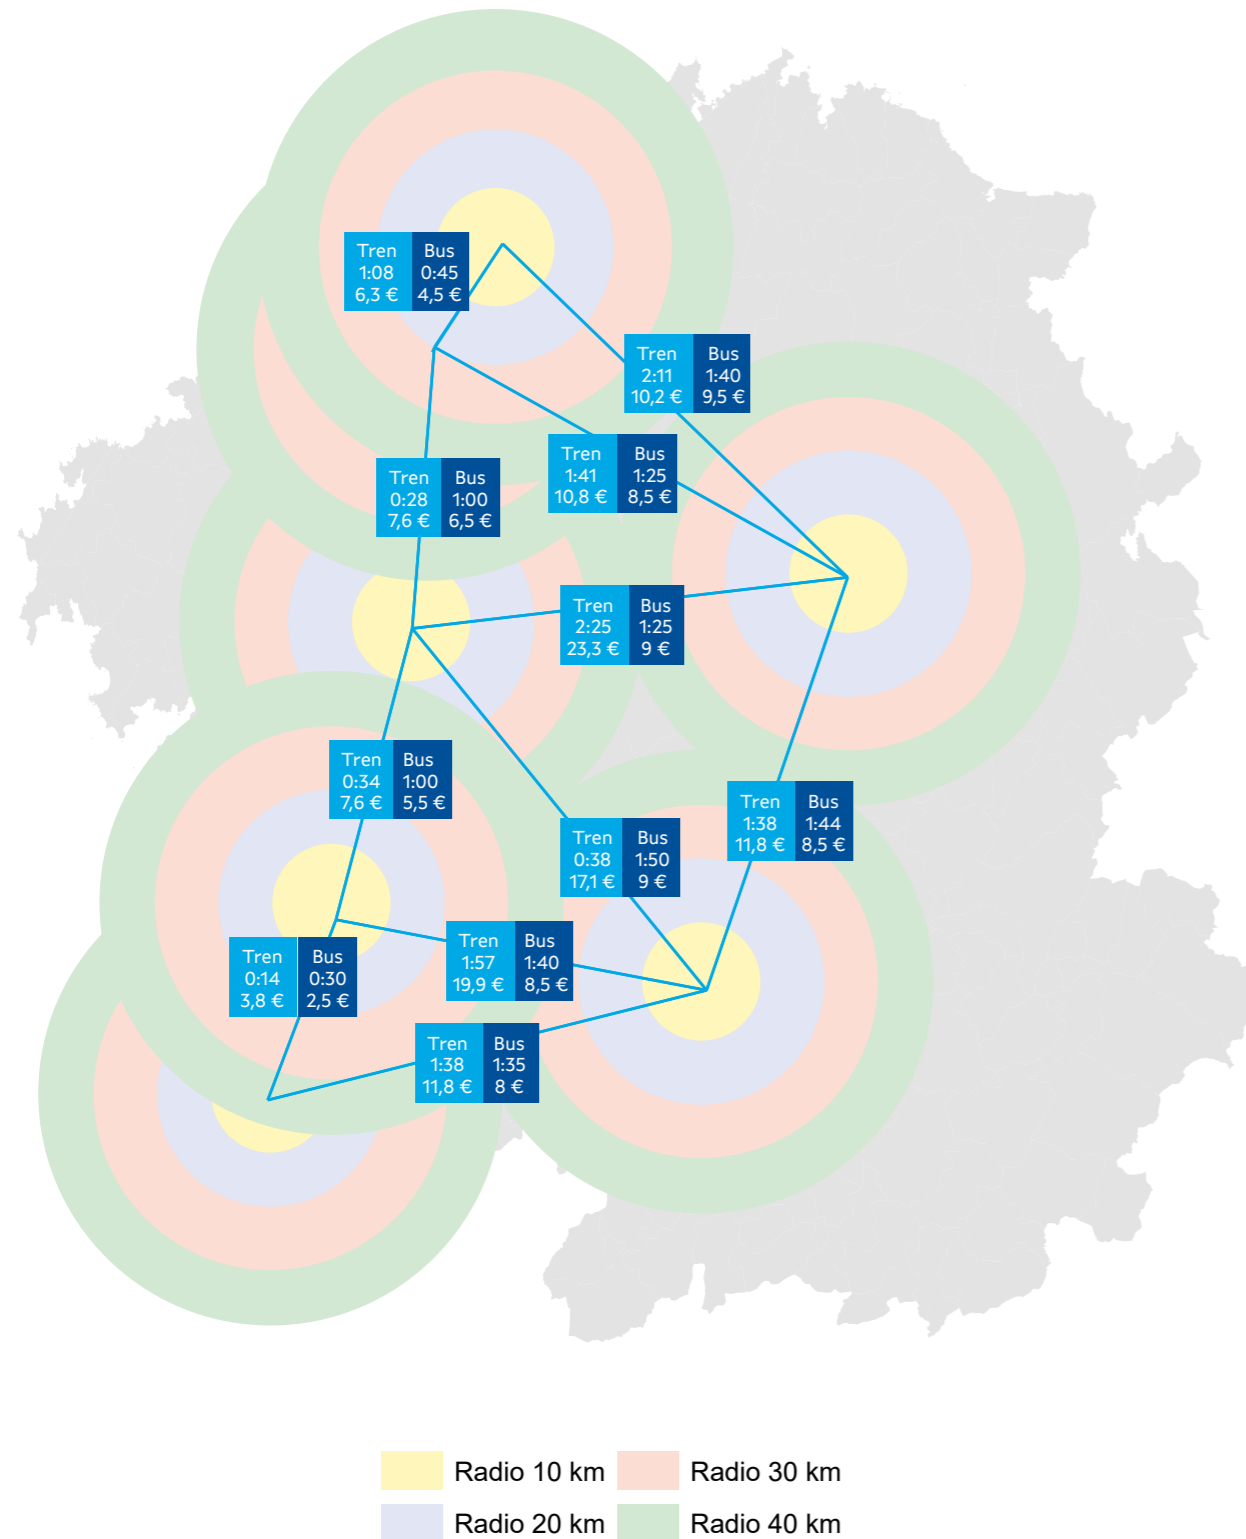 Tren
1:08
6,3 €
Bus
0:45
4,5 €
Tren
2:11
10,2 €
Bus
1:40
9,5 €
Tren
1:41
10,8 €
Bus
1:25
8,5 €
Tren
0:28
7,6 €
Bus
1:00
6,5 €
Tren
2:25
23,3 €
Bus
1:25
9 €
Tren
0:34
7,6 €
Bus
1:00
5,5 €
Tren
1:38
11,8 €
Bus
1:44
8,5 €
Tren
0:38
17,1 €
Bus
1:50
9 €
Tren
1:57
19,9 €
Bus
1:40
8,5 €
Tren
0:14
3,8 €
Bus
0:30
2,5 €
Tren
1:38
11,8 €
Bus
1:35
8 €
Radio 10 km
Radio 30 km
Radio 20 km
Radio 40 km